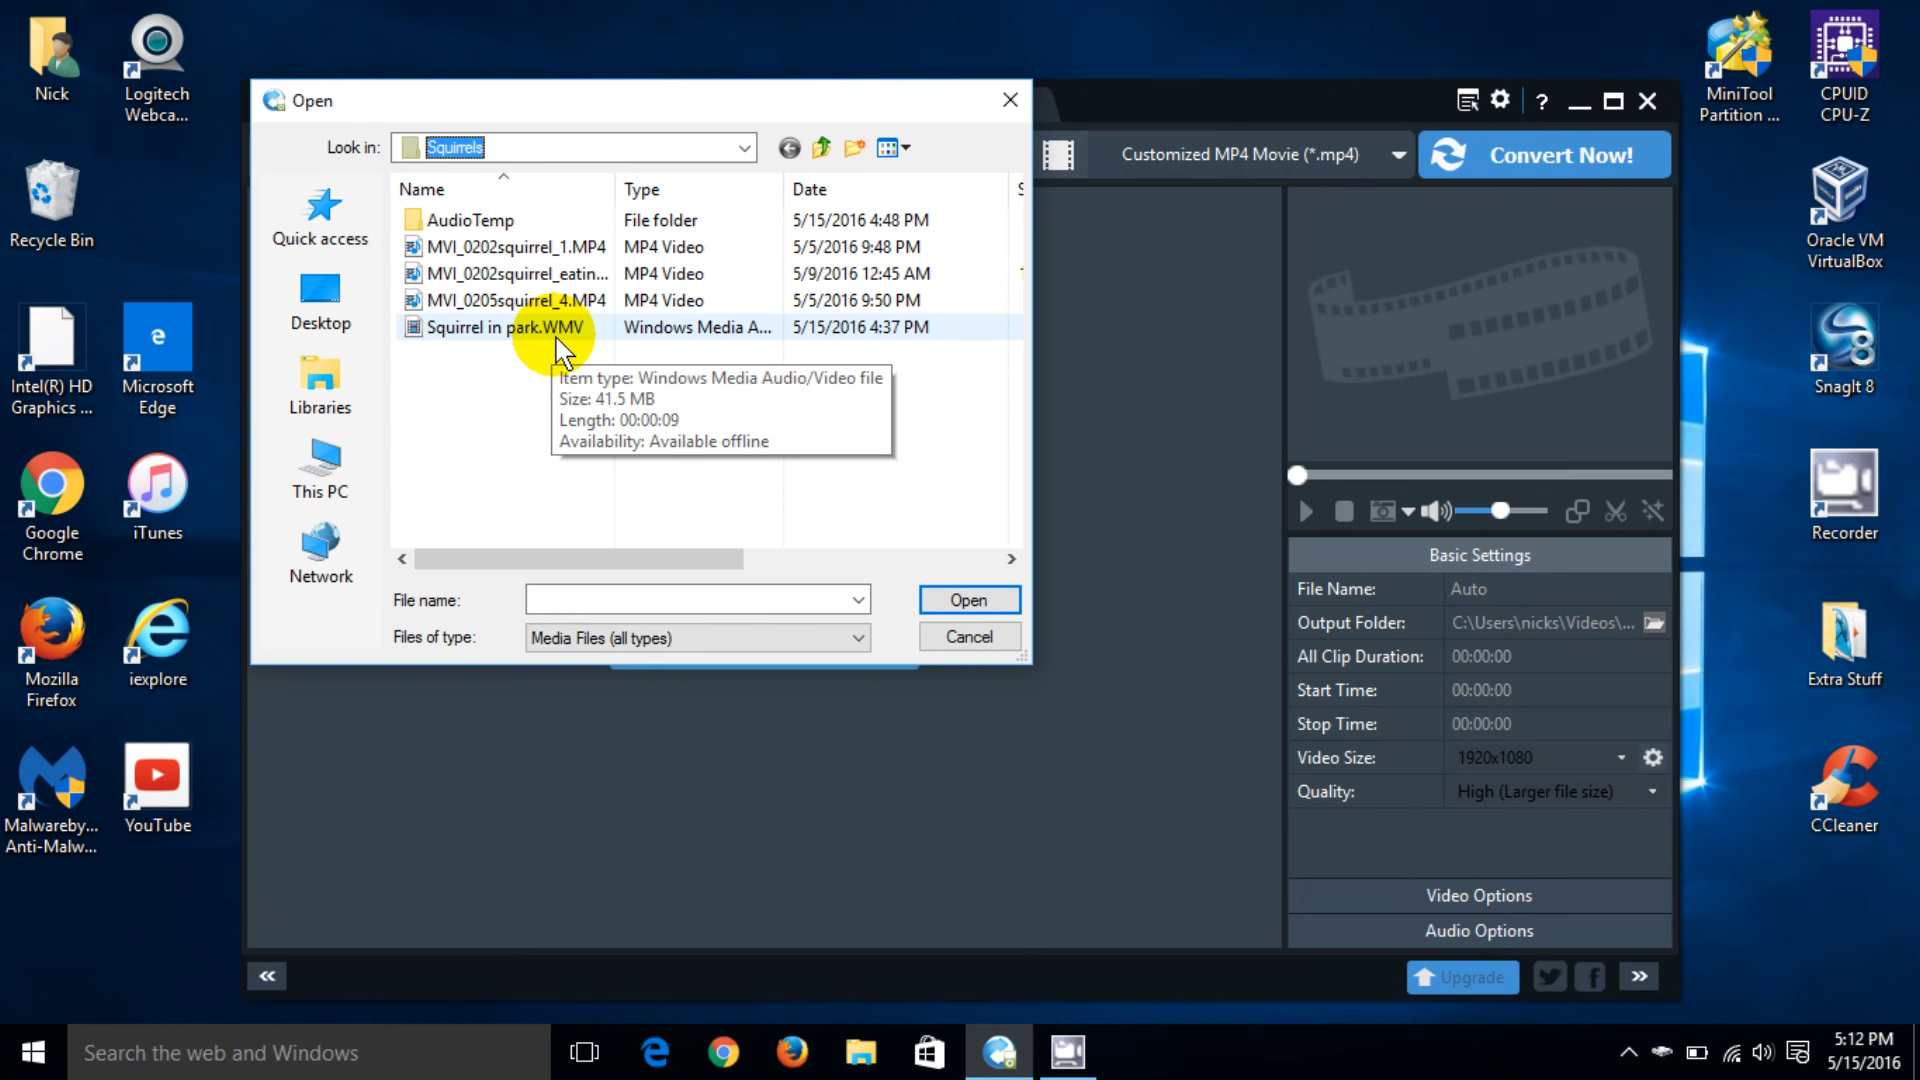 Nick
Logitech
Webca...
Recycle Bin
Intel(R) HD
Graphics ...
Microsoft
Edge
Google
Chrome
iTunes
Mozilla
Firefox
iexplore
Malwareby...
Anti-Malw...
YouTube
Open
Look in:
Squirrels
Name
Type
Date
S
AudioTemp
File folder
5/15/2016 4:48 PM
MVI_0202squirrel_1.MP4
MP4 Video
5/5/2016 9:48 PM
MVI_0202squirrel_eatin...
MP4 Video
5/9/2016 12:45 AM
MVI_0205squirrel_4.MP4
MP4 Video
5/5/2016 9:50 PM
Squirrel in park.WMV
Windows Media A...
5/15/2016 4:37 PM
Item type: Windows Media Audio/Video file
Size: 41.5 MB
Length: 00:00:09
Availability: Available offline
Quick access
Desktop
Libraries
This PC
Network
File name:
Open
Files of type:
Media Files (all types)
Cancel
?
Customized MP4 Movie (*.mp4)
Convert Now!
Basic Settings
File Name:
Auto
Output Folder:
C:\Users\nicks\Videos\...
All Clip Duration:
00:00:00
Start Time:
00:00:00
Stop Time:
00:00:00
Video Size:
1920x1080
Quality:
High (Larger file size)
Video Options
Audio Options
Upgrade
MiniTool
Partition ...
CPUID
CPU-Z
Oracle VM
VirtualBox
SnagIt 8
Recorder
Extra Stuff
CCleaner
Search the web and Windows
5:12 PM
5/15/2016